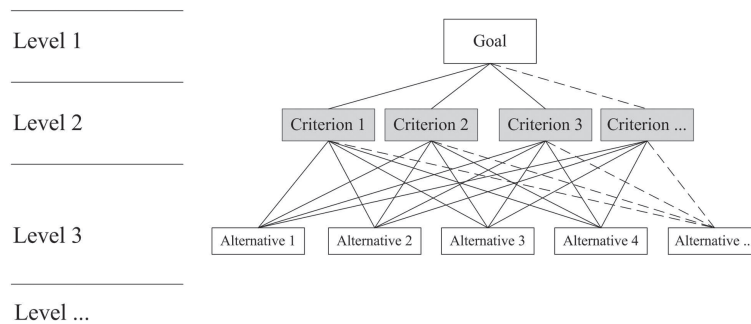 Level 1
Goal
Level 2
Criterion 1
Criterion 2
Criterion 3
Criterion ...
Level 3
Alternative 1
Alternative 2
Alternative 3
Alternative 4
Alternative ...
Level ...